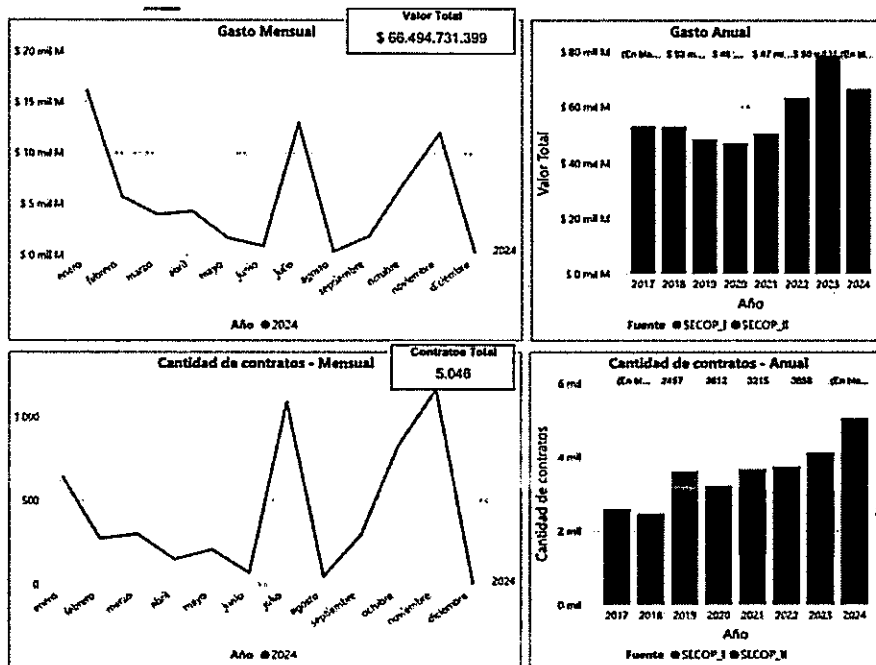 Gasto Mensual
Valor Total
$ 66.494.731.399
$ 20 mil M
$ 15 mil M
$ 10 mil M
$ 5 mil M
$ 0 mil M
enero
febrero
marzo
abril
mayo
junio
julio
agosto
septiembre
octubre
noviembre
diciembre
2024
Año ● 2024
Gasto Anual
$ 80 mil M
$ 60 mil M
$ 40 mil M
$ 20 mil M
$ 0 mil M
Valor Total
2017 2018 2019 2020 2021 2022 2023 2024
Año
Fuente ● SECOP_I ● SECOP_II
Cantidad de contratos - Mensual
Contratos Total
5.046
1.000
500
0
enero
febrero
marzo
abril
mayo
junio
julio
agosto
septiembre
octubre
noviembre
diciembre
2024
Año ● 2024
Cantidad de contratos - Anual
(En bla... 2457 3612 3215 (En bla...
6 mil
4 mil
2 mil
0 mil
Cantidad de contratos
2017 2018 2019 2020 2021 2022 2023 2024
Año
Fuente ● SECOP_I ● SECOP_II